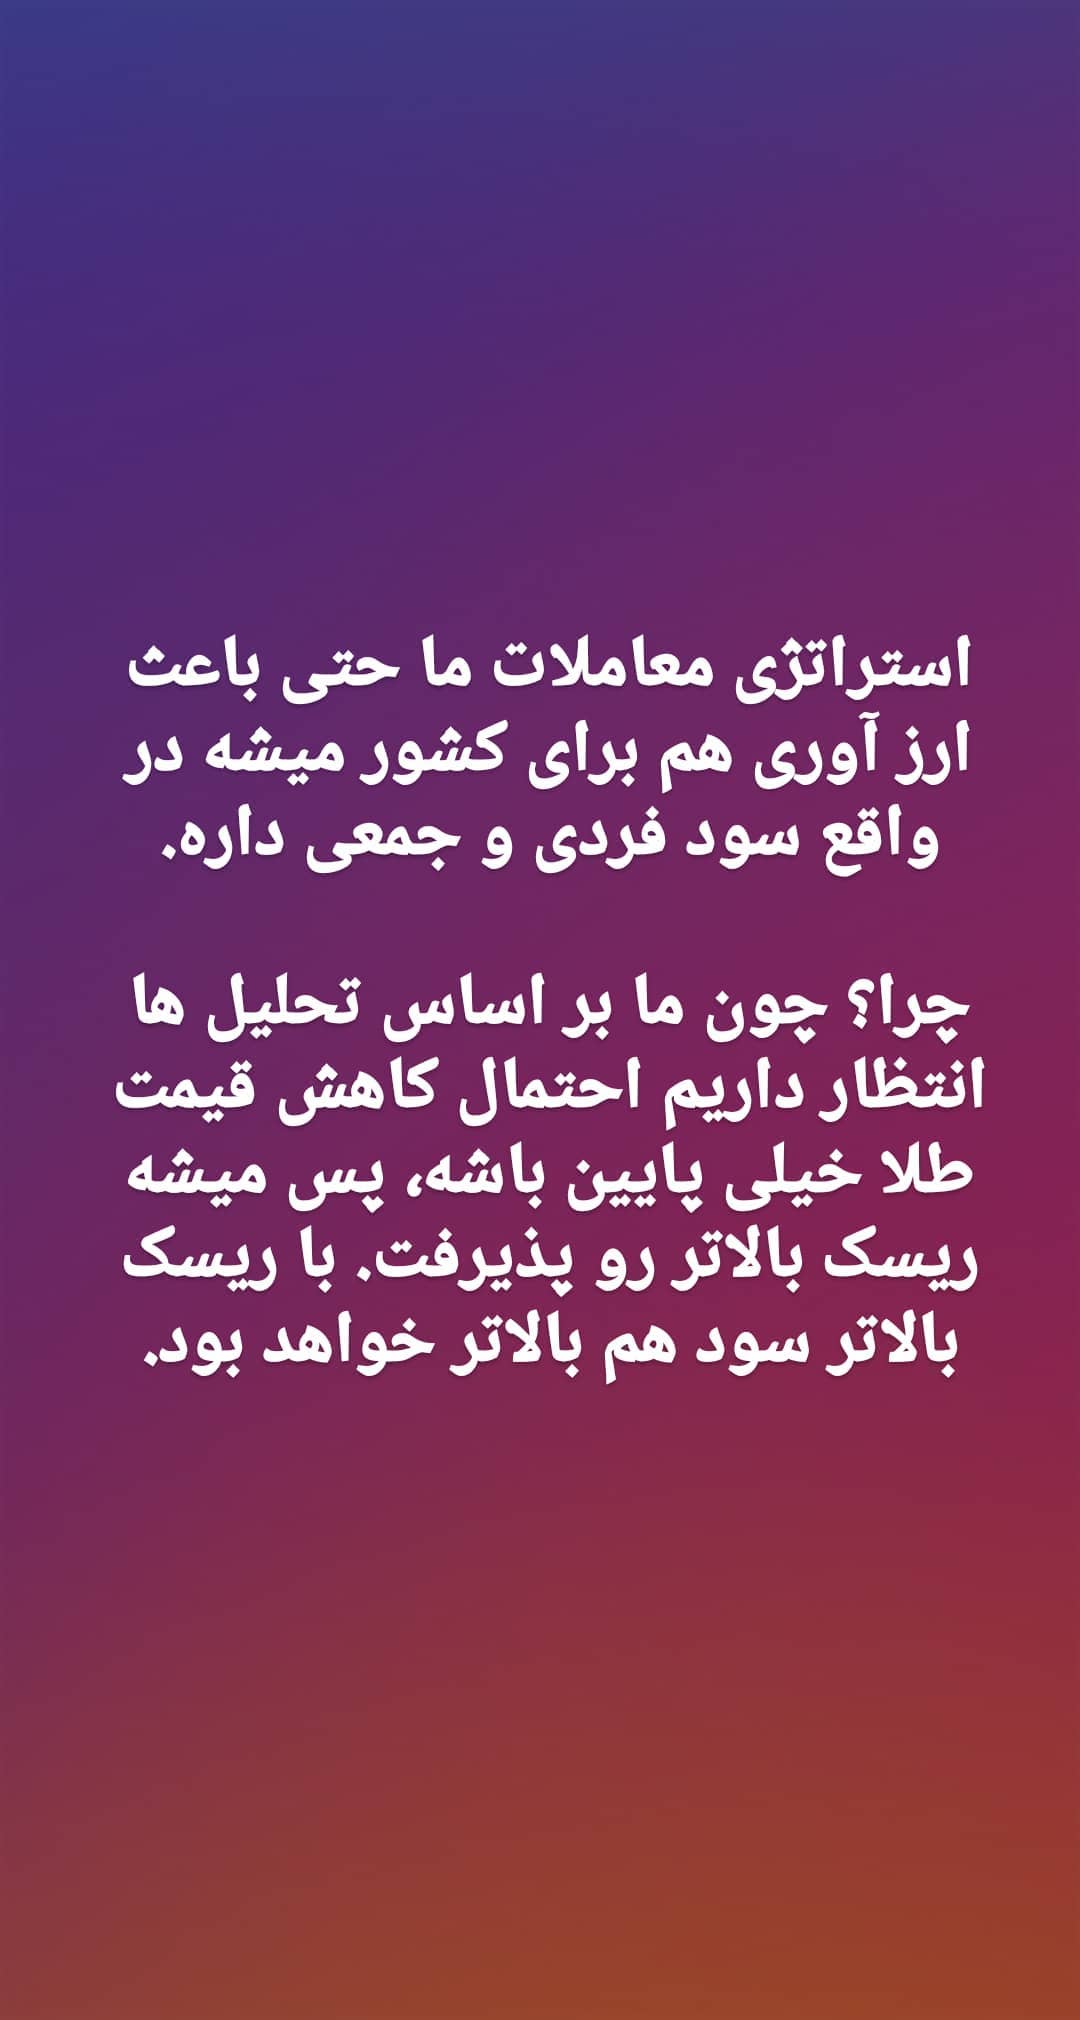 استراتژی معاملات ما حتی باعث
ارز آوری هم برای کشور میشه در
واقع سود فردی و جمعی داره.
چرا؟ چون ما بر اساس تحلیل ها
انتظار داریم احتمال کاهش قیمت
طلا خیلی پایین باشه، پس میشه
ریسک بالاتر رو پذیرفت. با ریسک
بالاتر سود هم بالاتر خواهد بود.